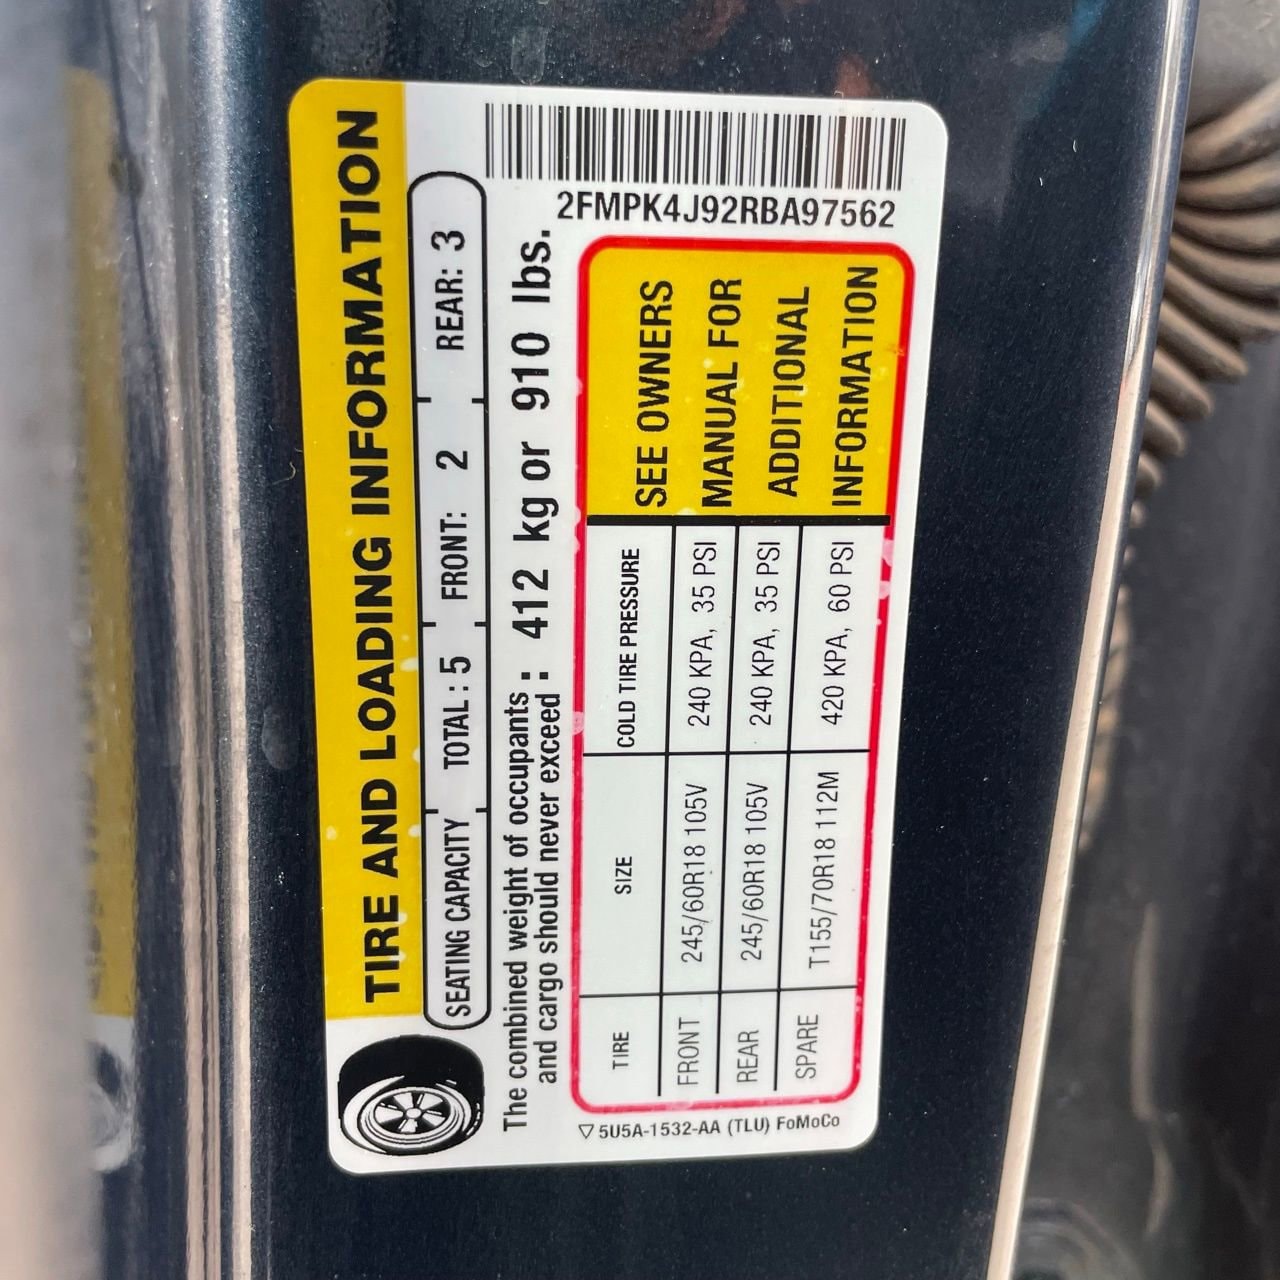 TIRE AND LOADING INFORMATION
SEATING CAPACITY TOTAL : 5 FRONT: 2 REAR: 3
The combined weight of occupants
and cargo should never exceed : 412 kg or 910 lbs.
2FMPK4J92RBA97562
TIRE SIZE COLD TIRE PRESSURE
FRONT 245/60R18 105V 240 KPA, 35 PSI
REAR 245/60R18 105V 240 KPA, 35 PSI
SPARE T155/70R18 112M 420 KPA, 60 PSI
SEE OWNERS
MANUAL FOR
ADDITIONAL
INFORMATION
5U5A-1532-AA (TLU) FoMoCo